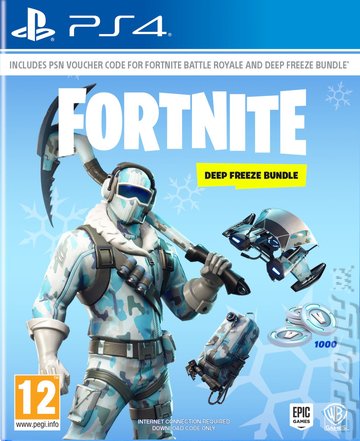 PS4
INCLUDES PSN VOUCHER CODE FOR FORTNITE BATTLE ROYALE AND DEEP FREEZE BUNDLE*
FORTNITE
DEEP FREEZE BUNDLE
1000
12
www.pegi.info
INTERNET CONNECTION REQUIRED
DOWNLOAD CODE ONLY
EPIC
GAMES
GAMES